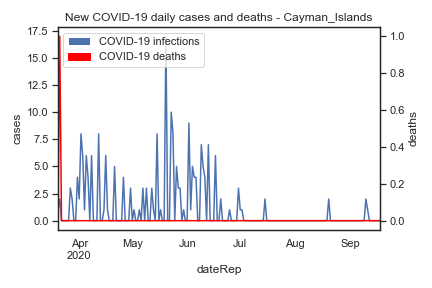 New COVID-19 daily cases and deaths - Cayman_Islands
COVID-19 infections
COVID-19 deaths
17.5
15.0
12.5
10.0
7.5
5.0
2.5
0.0
cases
1.0
0.8
0.6
0.4
0.2
0.0
deaths
Apr May Jun Jul Aug Sep
2020
dateRep